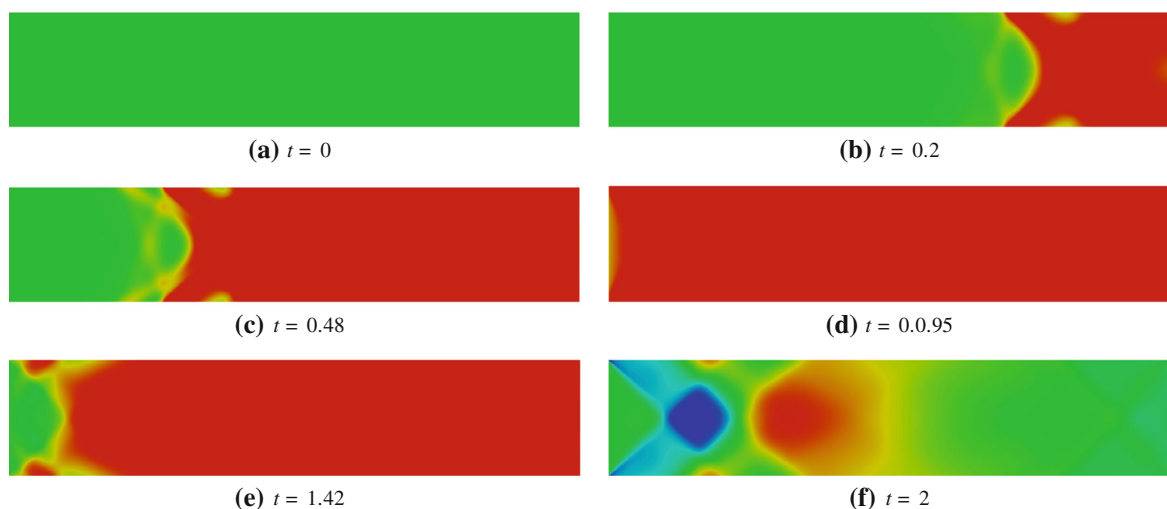 (a) t = 0
(b) t = 0.2
(c) t = 0.48
(d) t = 0.0.95
(e) t = 1.42
(f) t = 2